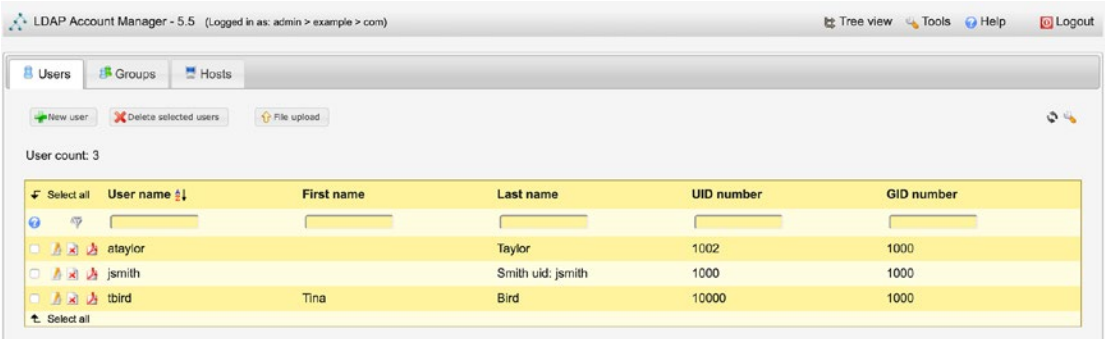 LDAP Account Manager - 5.5 (Logged in as: admin > example > com) Tree view Tools Help Logout
Users Groups Hosts
New user Delete selected users File upload
User count: 3
Select all User name First name Last name UID number GID number
ataylor Taylor 1002 1000
jsmith Smith uid: jsmith 1000 1000
tbird Tina Bird 10000 1000
Select all